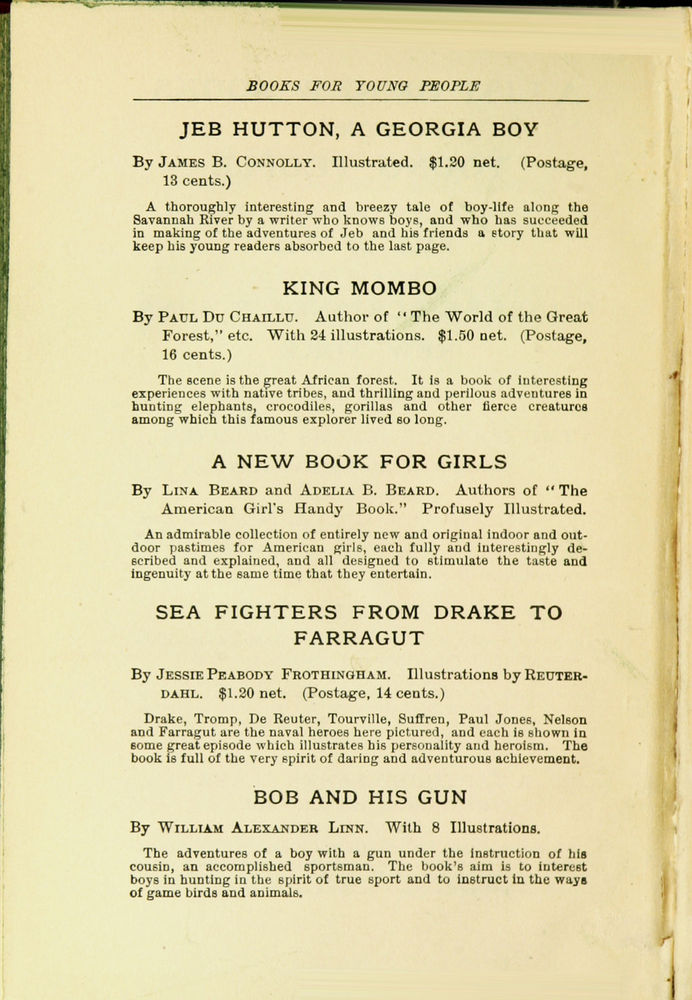 BOOKS FOR YOUNG PEOPLE
JEB HUTTON, A GEORGIA BOY
By JAMES B. CONNOLLY. Illustrated. $1.20 net. (Postage,
13 cents.)
A thoroughly interesting and breezy tale of boy-life along the
Savannah River by a writer who knows boys, and who has succeeded
in making of the adventures of Jeb and his friends a story that will
keep his young readers absorbed to the last page.
KING MOMBO
By PAUL DU CHAILLU. Author of "The World of the Great
Forest," etc. With 24 illustrations. $1.50 net. (Postage,
16 cents.)
The scene is the great African forest. It is a book of interesting
experiences with native tribes, and thrilling and perilous adventures in
hunting elephants, crocodiles, gorillas and other fierce creatures
among which this famous explorer lived so long.
A NEW BOOK FOR GIRLS
By LINA BEARD and ADELIA B. BEARD. Authors of "The
American Girl's Handy Book." Profusely Illustrated.
An admirable collection of entirely new and original indoor and out-
door pastimes for American girls, each fully and interestingly de-
scribed and explained, and all designed to stimulate the taste and
ingenuity at the same time that they entertain.
SEA FIGHTERS FROM DRAKE TO
FARRAGUT
By JESSIE PEABODY FROTHINGHAM. Illustrations by REUTER-
DAHL. $1.20 net. (Postage, 14 cents.)
Drake, Tromp, De Reuter, Tourville, Suffren, Paul Jones, Nelson
and Farragut are the naval heroes here pictured, and each is shown in
some great episode which illustrates his personality and heroism. The
book is full of the very spirit of daring and adventurous achievement.
BOB AND HIS GUN
By WILLIAM ALEXANDER LINN. With 8 Illustrations.
The adventures of a boy with a gun under the instruction of his
cousin, an accomplished sportsman. The book's aim is to interest
boys in hunting in the spirit of true sport and to instruct in the ways
of game birds and animals.